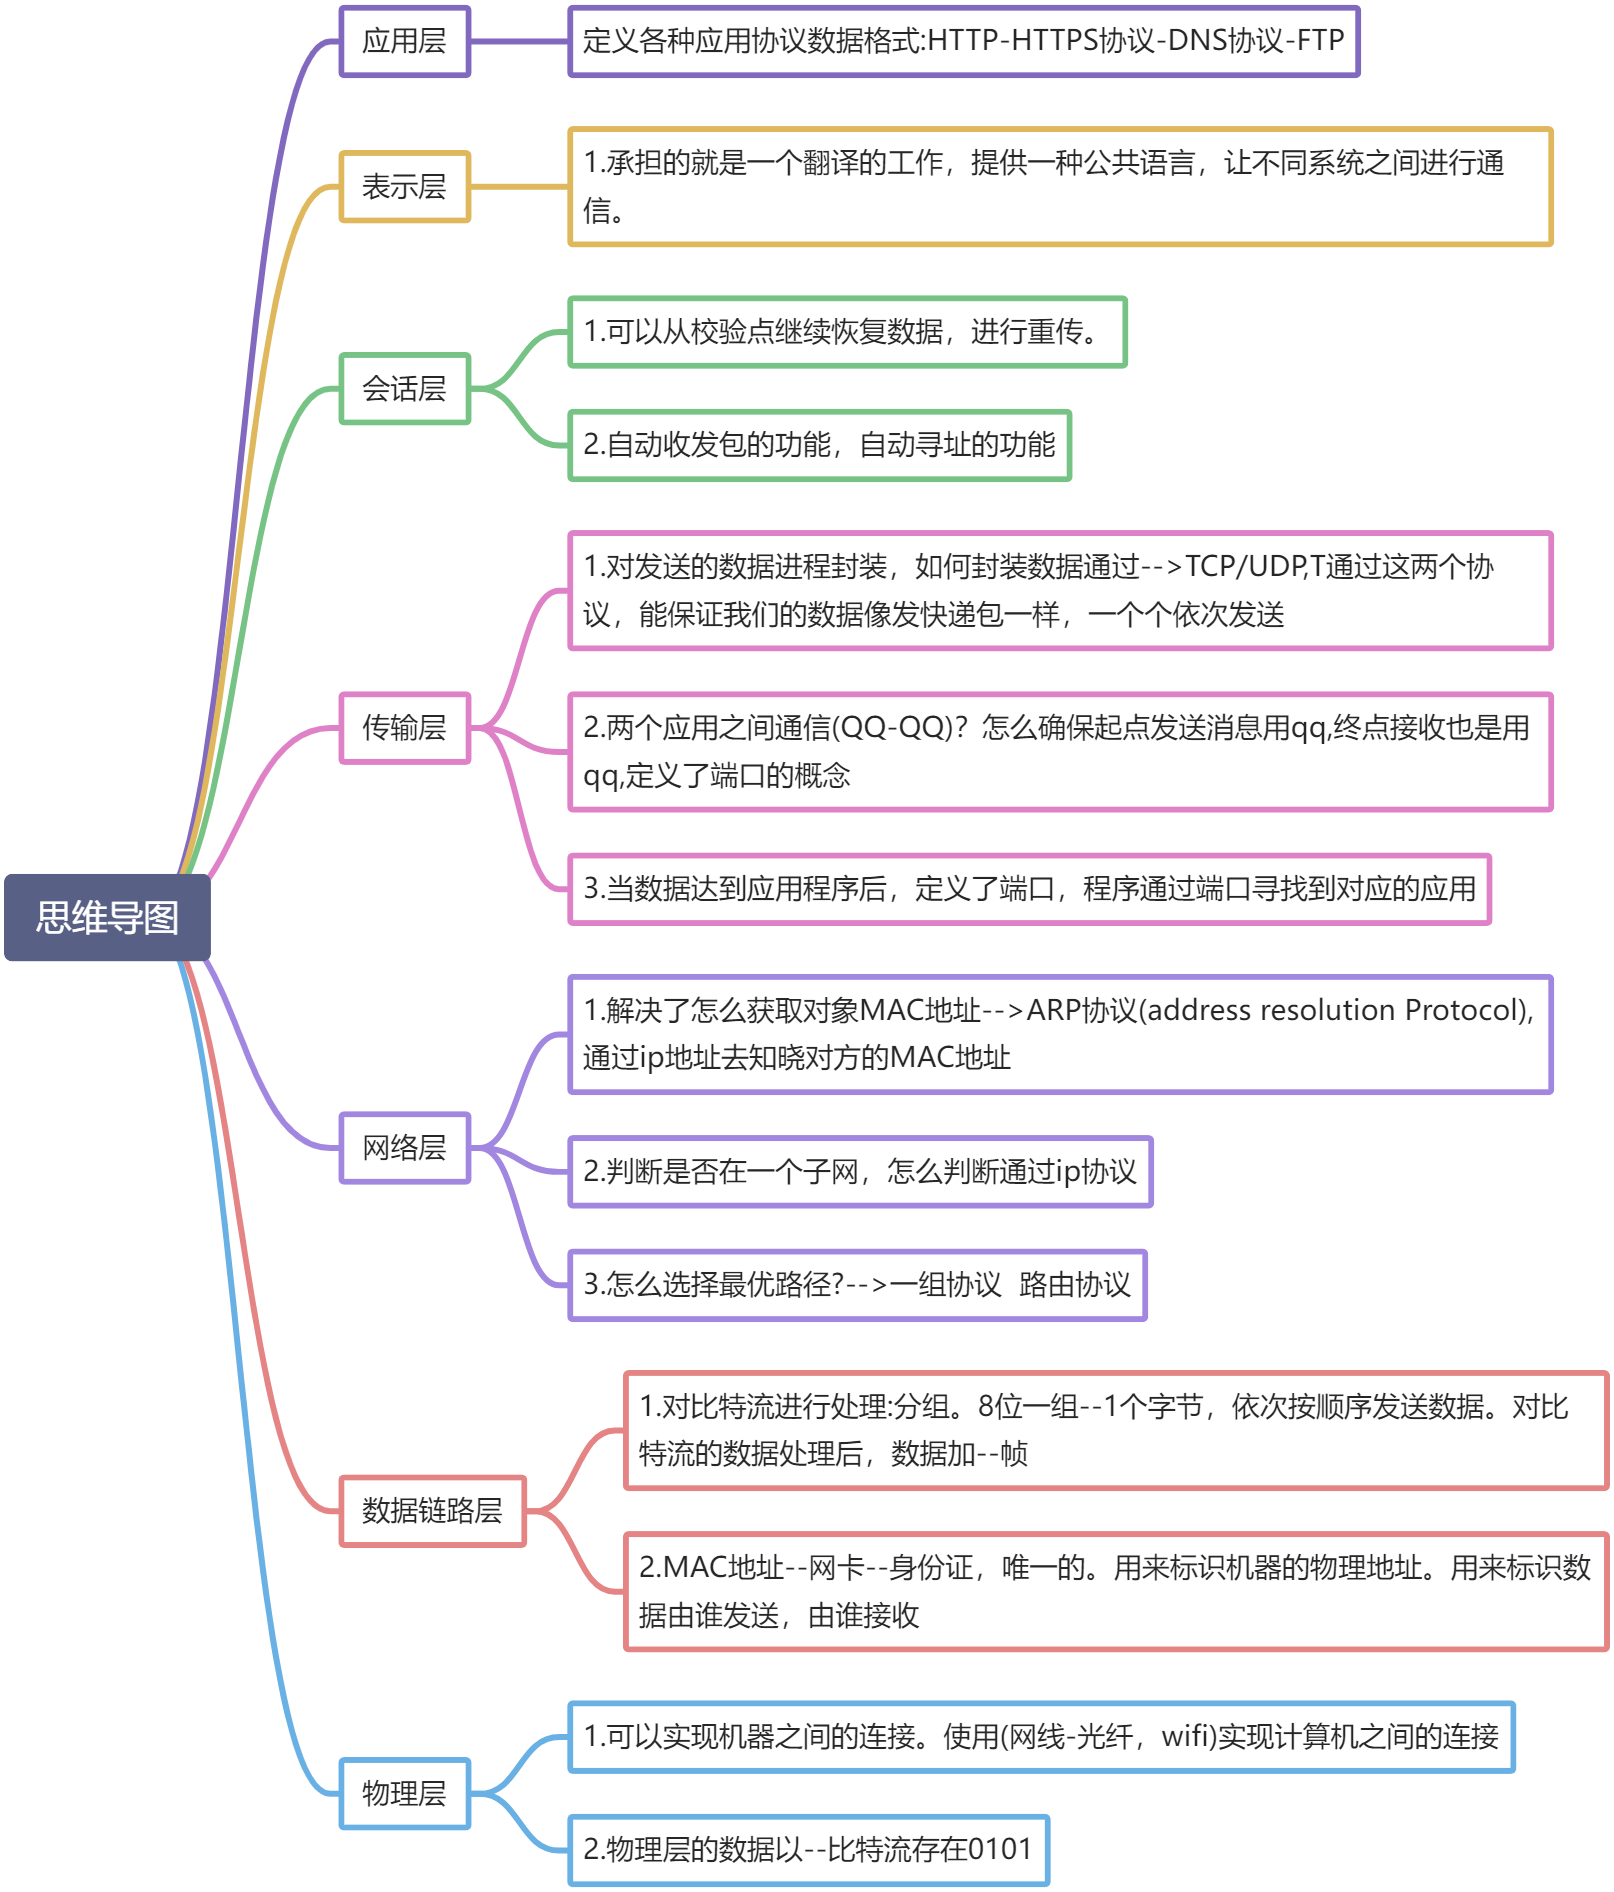 应用层
定义各种应用协议数据格式:HTTP-HTTPS协议-DNS协议-FTP
表示层
1.承担的就是一个翻译的工作，提供一种公共语言，让不同系统之间进行通
信。
会话层
1.可以从校验点继续恢复数据，进行重传。
2.自动收发包的功能，自动寻址的功能
传输层
1.对发送的数据进程封装，如何封装数据通过-->TCP/UDP,T通过这两个协
议，能保证我们的数据像发快递包一样，一个个依次发送
2.两个应用之间通信(QQ-QQ)？怎么确保起点发送消息用qq,终点接收也是用
qq,定义了端口的概念
3.当数据达到应用程序后，定义了端口，程序通过端口寻找到对应的应用
思维导图
网络层
1.解决了怎么获取对象MAC地址-->ARP协议(address resolution Protocol),
通过ip地址去知晓对方的MAC地址
2.判断是否在一个子网，怎么判断通过ip协议
3.怎么选择最优路径?-->一组协议  路由协议
数据链路层
1.对比特流进行处理:分组。8位一组--1个字节，依次按顺序发送数据。对比
特流的数据处理后，数据加--帧
2.MAC地址--网卡--身份证，唯一的。用来标识机器的物理地址。用来标识数
据由谁发送，由谁接收
物理层
1.可以实现机器之间的连接。使用(网线-光纤，wifi)实现计算机之间的连接
2.物理层的数据以--比特流存在0101